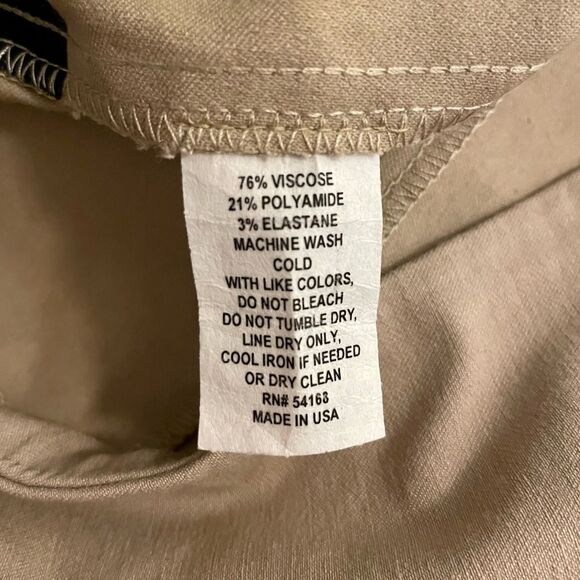 76% VISCOSE
21% POLYAMIDE
3% ELASTANE
MACHINE WASH
COLD
WITH LIKE COLORS,
DO NOT BLEACH
DO NOT TUMBLE DRY,
LINE DRY ONLY,
COOL IRON IF NEEDED
OR DRY CLEAN
RN# 54168
MADE IN USA